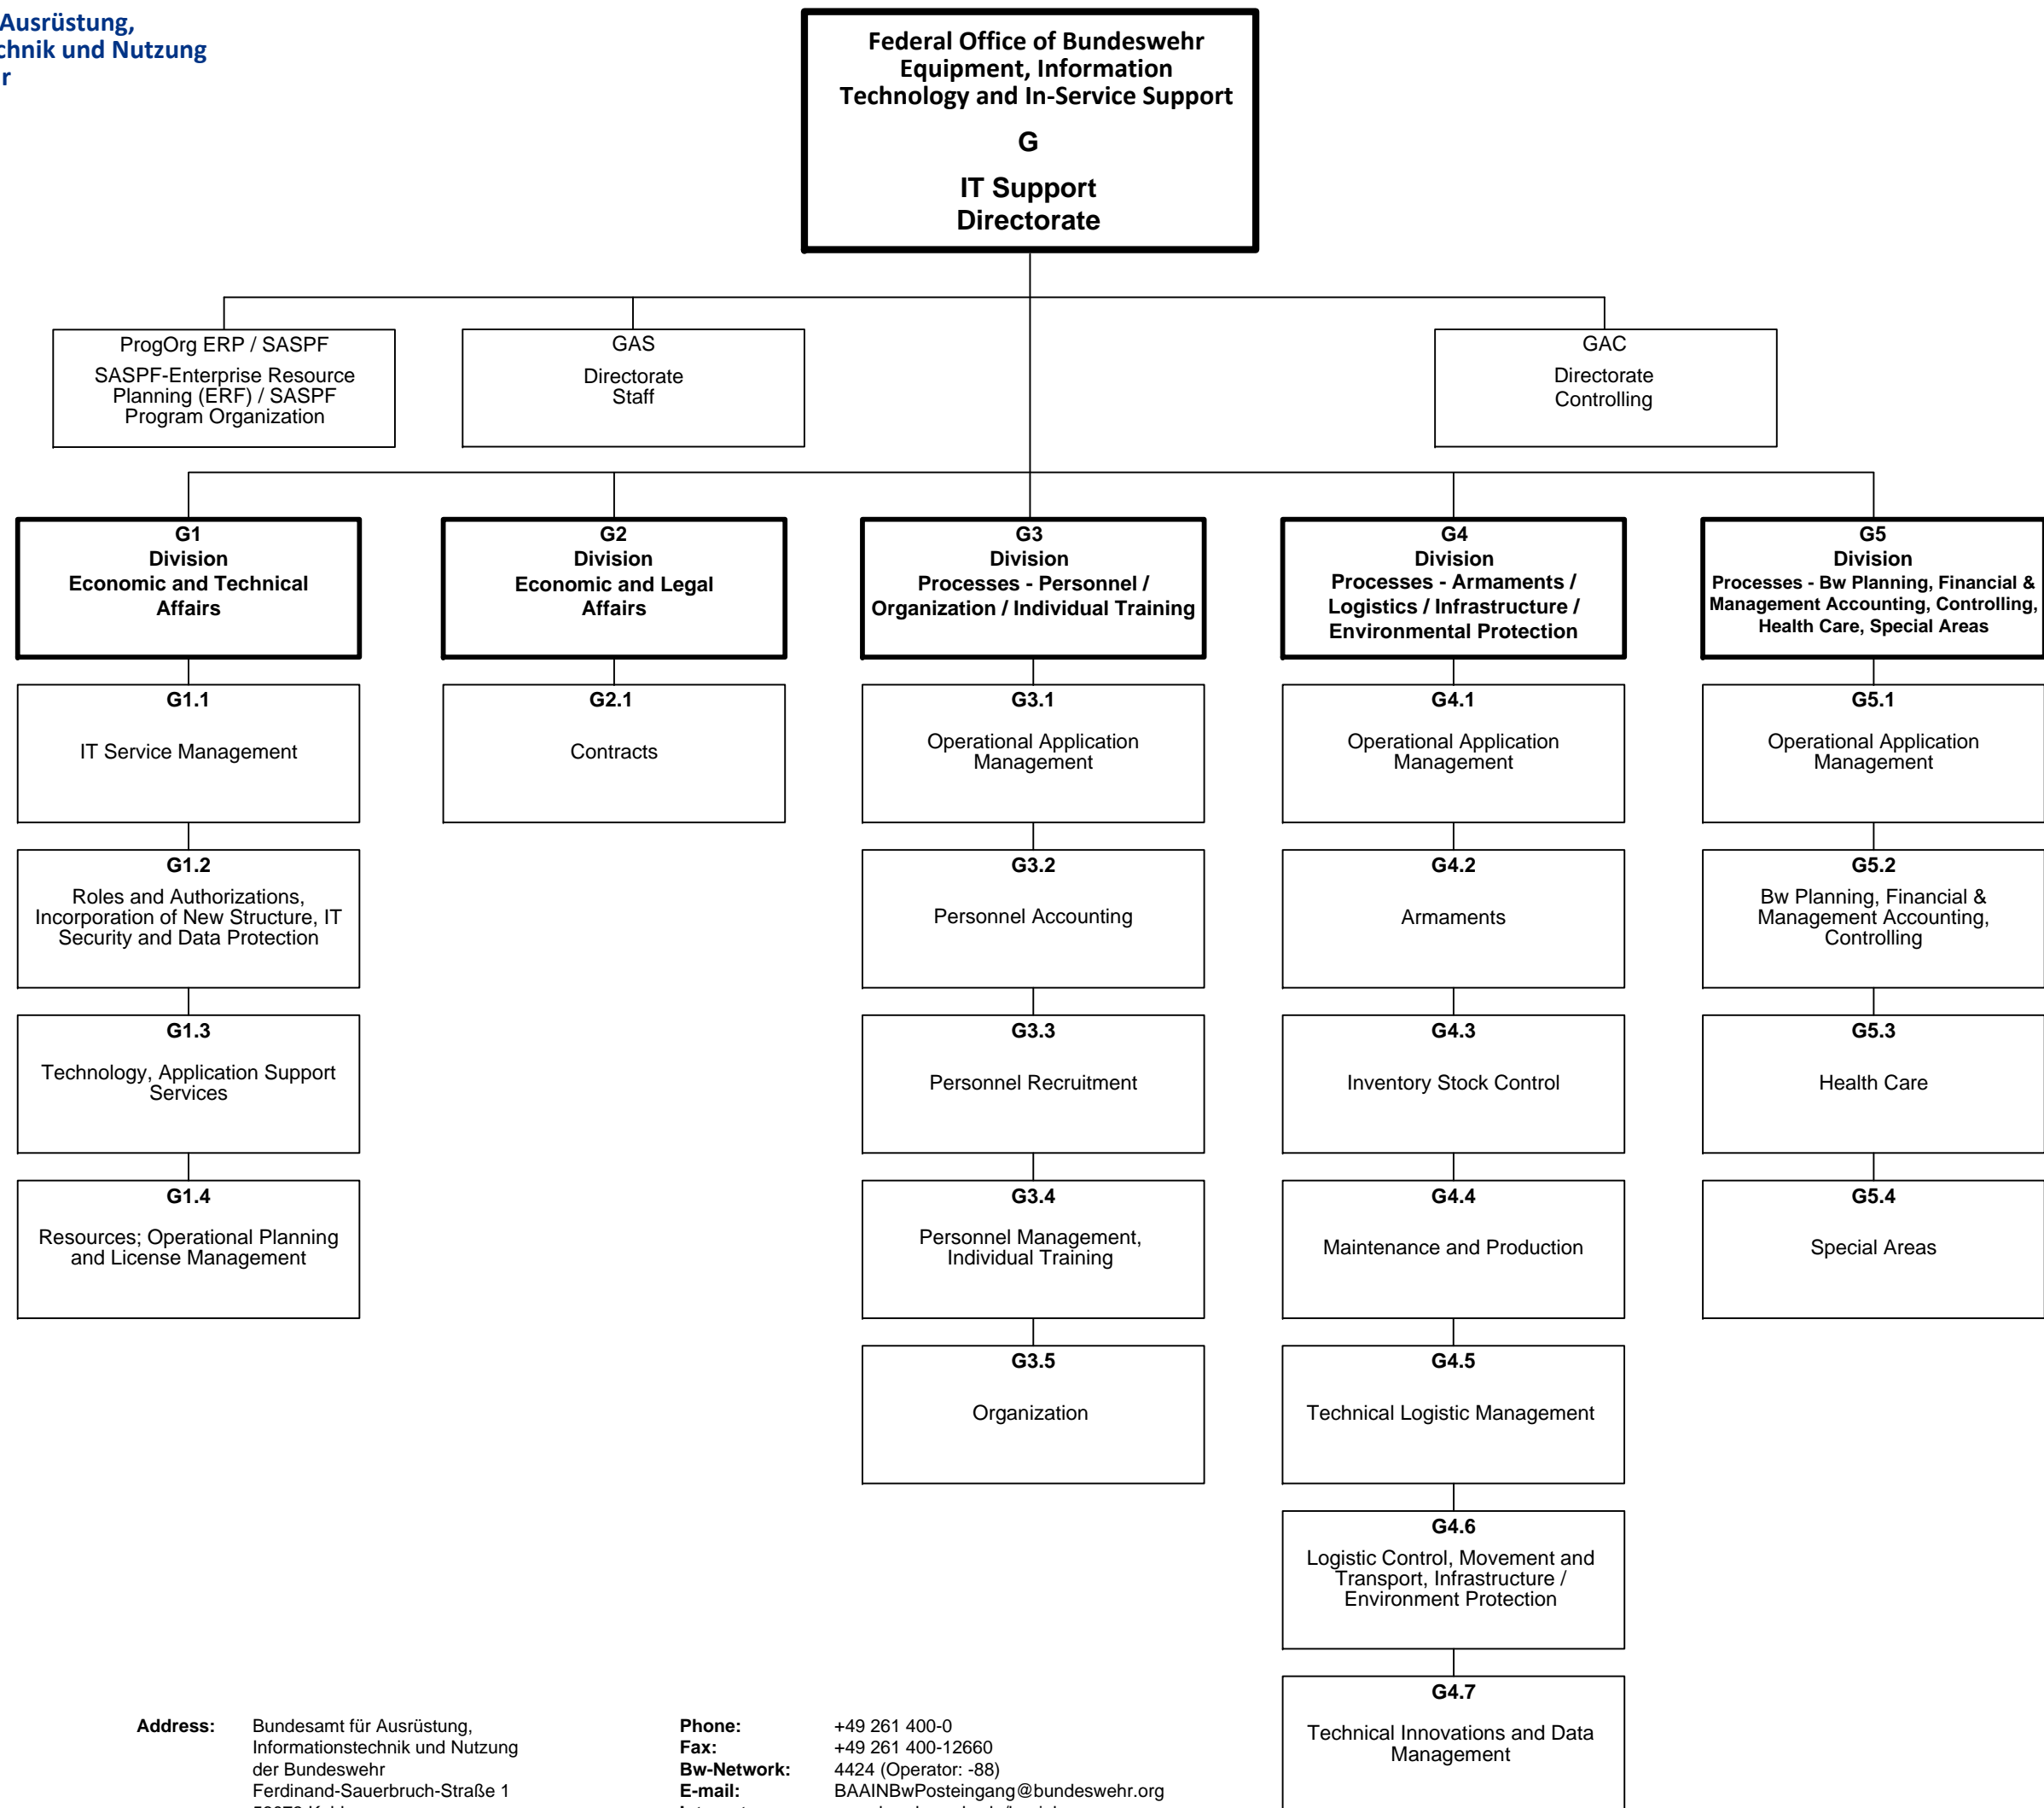 Ausrüstung,
chnik und Nutzung
r
Federal Office of Bundeswehr
Equipment, Information
Technology and In-Service Support
G
IT Support
Directorate
ProgOrg ERP / SASPF
SASPF-Enterprise Resource
Planning (ERF) / SASPF
Program Organization
GAS
Directorate
Staff
GAC
Directorate
Controlling
G1
Division
Economic and Technical
Affairs
G2
Division
Economic and Legal
Affairs
G3
Division
Processes - Personnel /
Organization / Individual Training
G4
Division
Processes - Armaments /
Logistics / Infrastructure /
Environmental Protection
G5
Division
Processes - Bw Planning, Financial &
Management Accounting, Controlling,
Health Care, Special Areas
G1.1
IT Service Management
G2.1
Contracts
G3.1
Operational Application
Management
G4.1
Operational Application
Management
G5.1
Operational Application
Management
G1.2
Roles and Authorizations,
Incorporation of New Structure, IT
Security and Data Protection
G3.2
Personnel Accounting
G4.2
Armaments
G5.2
Bw Planning, Financial &
Management Accounting,
Controlling
G1.3
Technology, Application Support
Services
G3.3
Personnel Recruitment
G4.3
Inventory Stock Control
G5.3
Health Care
G1.4
Resources; Operational Planning
and License Management
G3.4
Personnel Management,
Individual Training
G4.4
Maintenance and Production
G5.4
Special Areas
G3.5
Organization
G4.5
Technical Logistic Management
G4.6
Logistic Control, Movement and
Transport, Infrastructure /
Environment Protection
G4.7
Technical Innovations and Data
Management
Address: Bundesamt für Ausrüstung,
Informationstechnik und Nutzung
der Bundeswehr
Ferdinand-Sauerbruch-Straße 1
Phone: +49 261 400-0
Fax: +49 261 400-12660
Bw-Network: 4424 (Operator: -88)
E-mail: BAAINBwPosteingang@bundeswehr.org